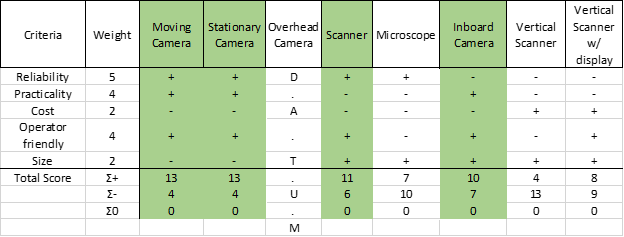 Criteria Weight Moving Camera Stationary Camera Overhead Camera Scanner Microscope Inboard Camera Vertical Scanner Vertical Scanner w/ display
Reliability 5 + + D + + - - -
Practicality 4 + + . - - + - -
Cost 2 - - A - - - + +
Operator friendly 4 + + . + - + - +
Size 2 - - T + + + + +
Total Score Σ+ 13 13 . 11 7 10 4 8
Σ- 4 4 U 6 10 7 13 9
Σ0 0 0 . 0 0 0 0 0
M